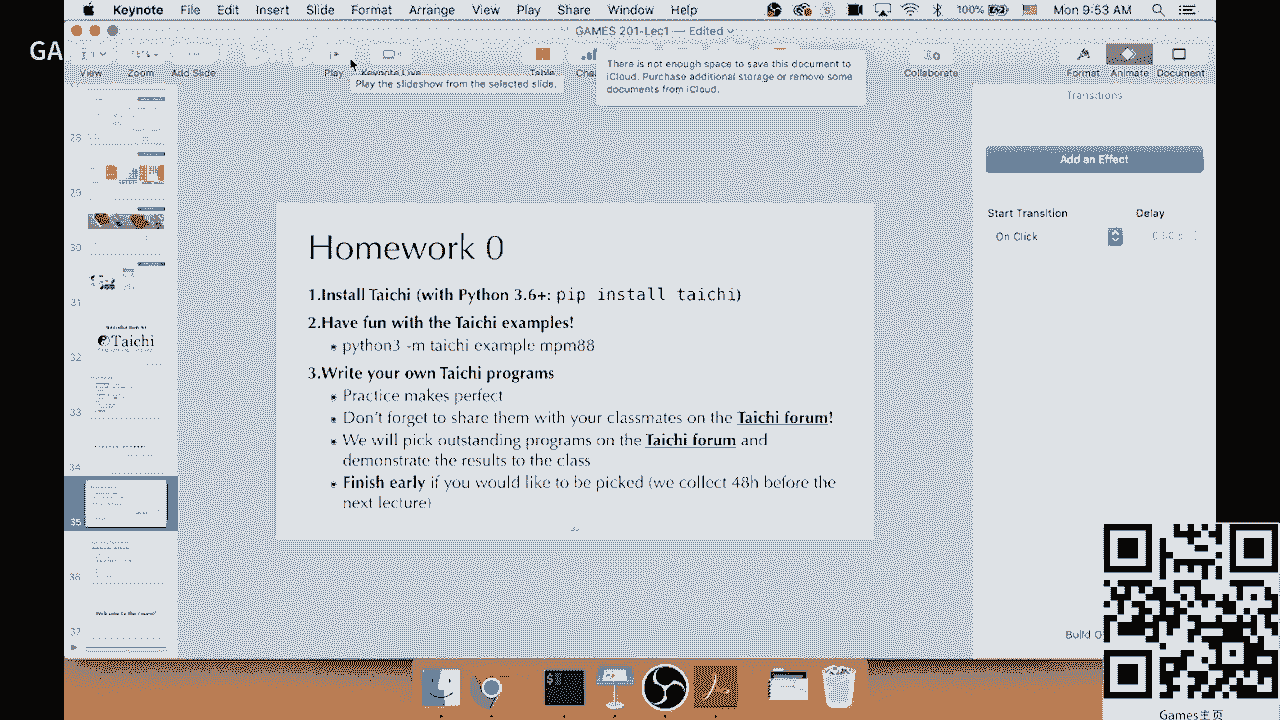 Keynote File Edit Insert Slide Format Arrange View Play Share Window Help 100% Mon 9:53 AM
GAMES 201-Lec1 — Edited
GA
View Zoom Add Slide Play Keynote Live Table Collaborate Format Animate Document
Play the slideshow from the selected slide.
There is not enough space to save this document to
iCloud. Purchase additional storage or remove some
documents from iCloud.
Transitions
Add an Effect
Start Transition Delay
On Click
28
29
30
31
Taichi
32
33
34
35
36
37
Homework 0
1.Install Taichi (with Python 3.6+: pip install taichi)
2.Have fun with the Taichi examples!
python3 -m taichi example mpm88
3.Write your own Taichi programs
Practice makes perfect
Don't forget to share them with your classmates on the Taichi forum!
We will pick outstanding programs on the Taichi forum and
demonstrate the results to the class
Finish early if you would like to be picked (we collect 48h before the
next lecture)
Build O
Games主页